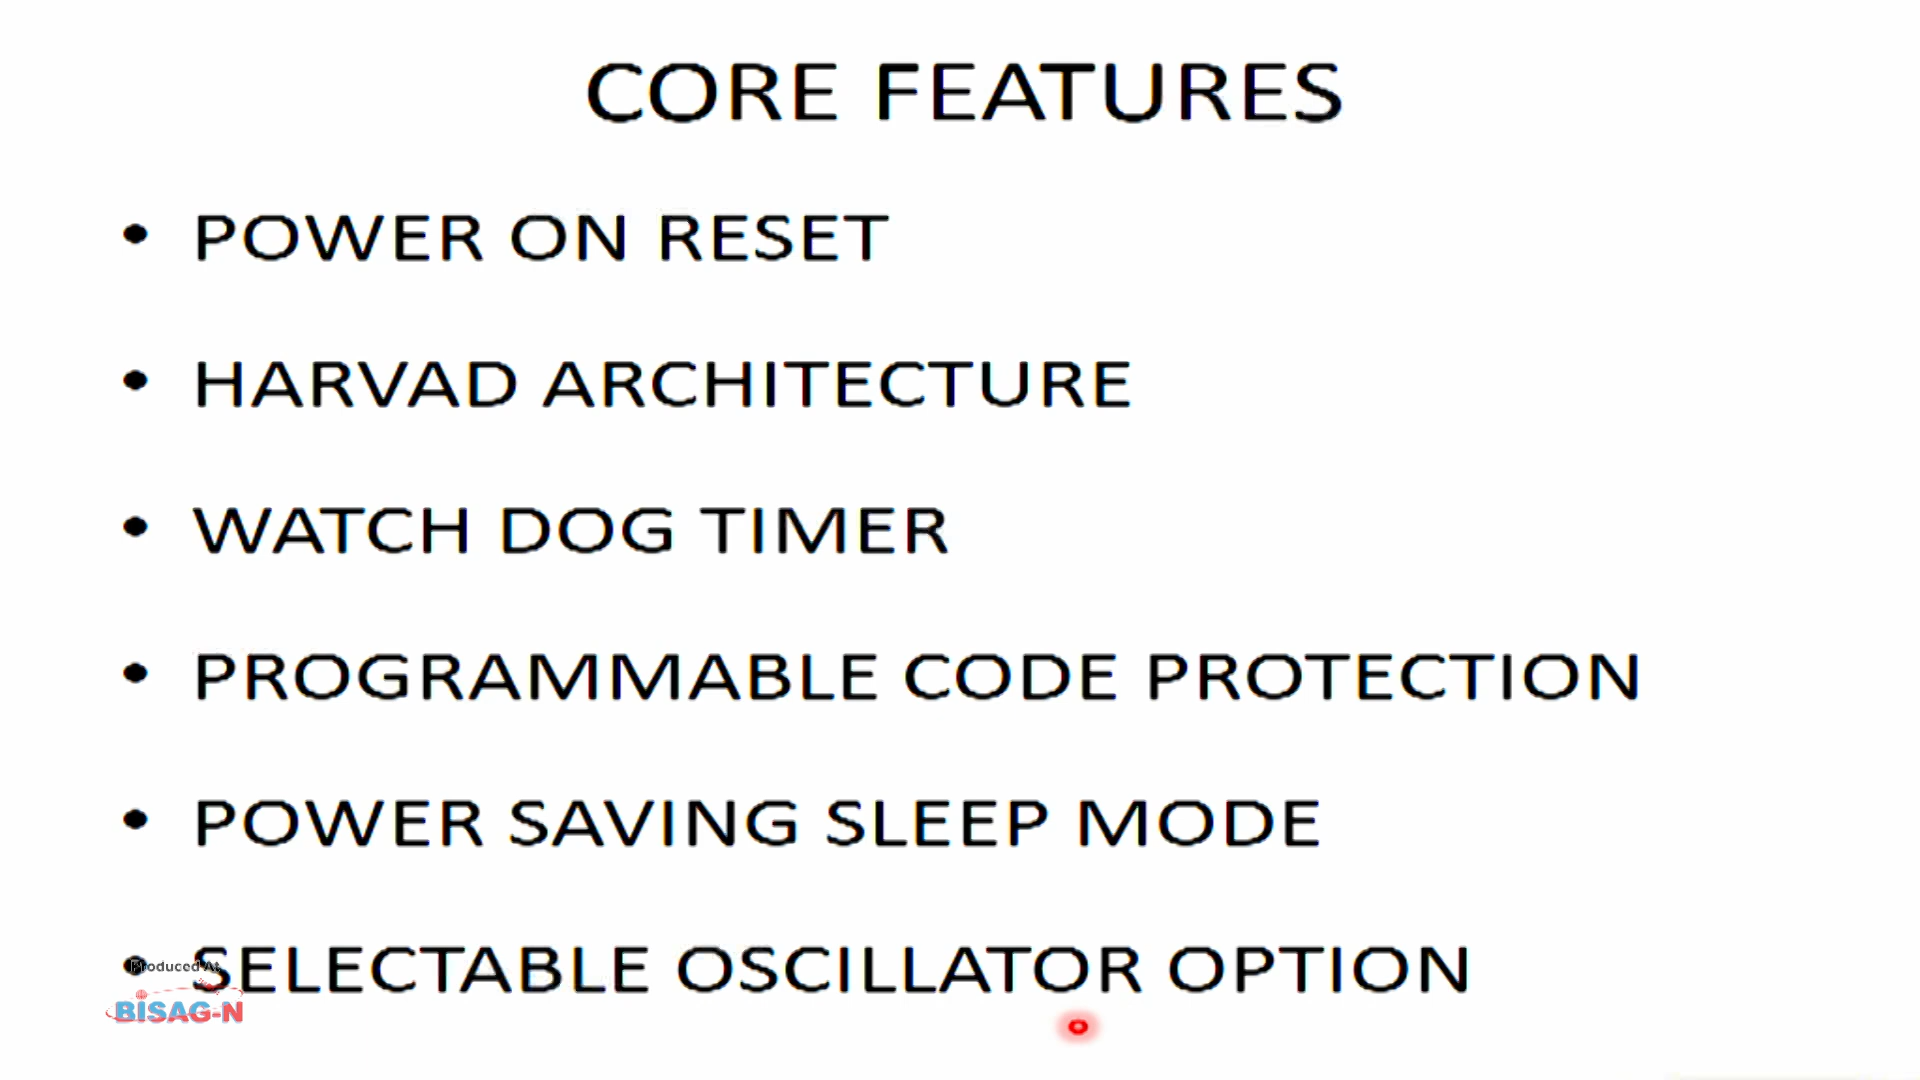 CORE FEATURES
• POWER ON RESET
• HARVAD ARCHITECTURE
• WATCH DOG TIMER
• PROGRAMMABLE CODE PROTECTION
• POWER SAVING SLEEP MODE
• SELECTABLE OSCILLATOR OPTION
Produced At
BISAG-N